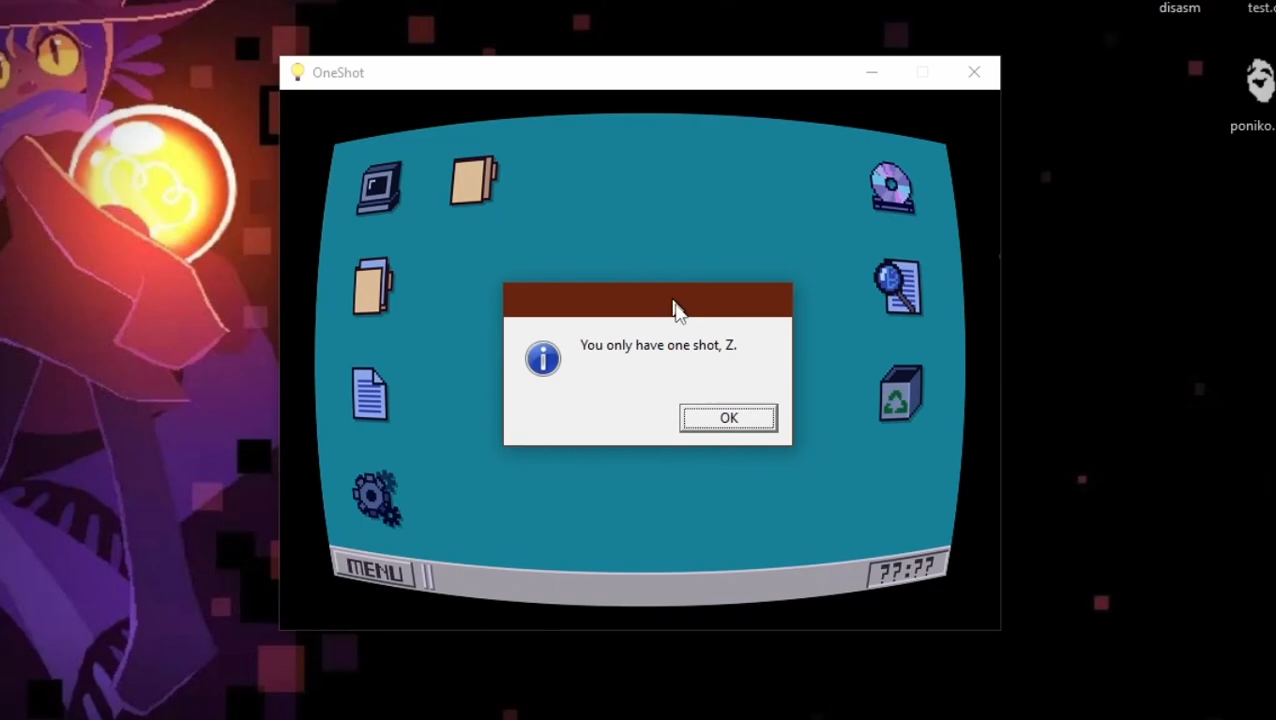 disasm
test.
OneShot
poniko.
You only have one shot, Z.
OK
MENU
??:??